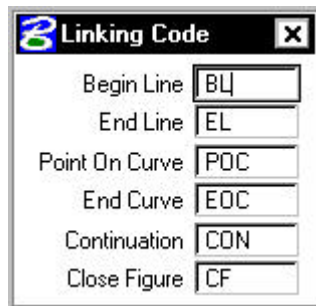 Linking Code
Begin Line BL
End Line EL
Point On Curve POC
End Curve EOC
Continuation CON
Close Figure CF